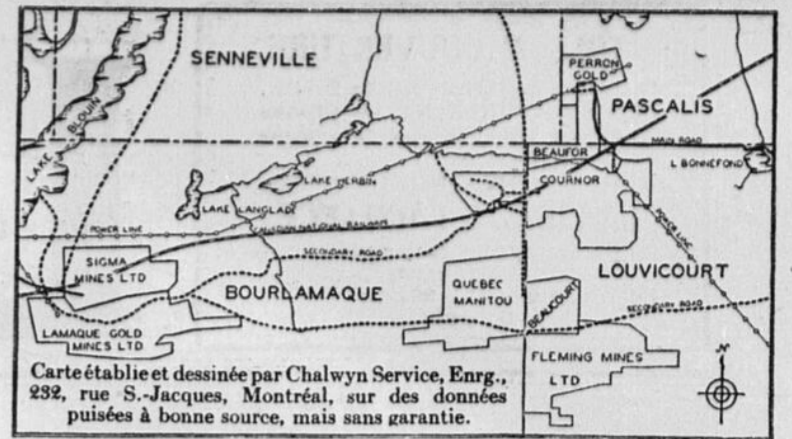 SENNEVILLE
PERRON
GOLD
PASCALIS
LAKE BLOUIN
MAIN ROAD
BEAUFOR
L. BONNEFOND
COURNOR
LAKE HERBIN
LAKE LANGLADE
POWER LINE
CANADIAN NATIONAL RAILWAYS
POWER LINE
SECONDARY ROAD
SIGMA
MINES LTD
BOURLAMAQUE
QUEBEC
MANITOU
LOUVICOURT
BEAUCOURT
SECONDARY ROAD
LAMAQUE GOLD
MINES LTD.
FLEMING MINES
LTD
N
Carte établie et dessinée par Chalwyn Service, Enrg.,
232, rue S.-Jacques, Montréal, sur des données
puisées à bonne source, mais sans garantie.